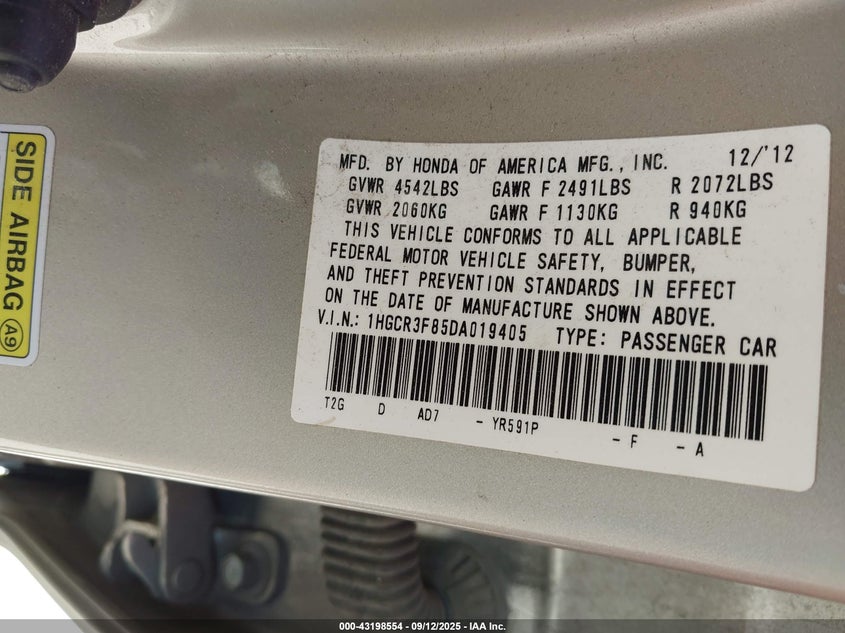 SIDE AIRBAG
A9
MFD. BY HONDA OF AMERICA MFG., INC. 12/'12
GVWR 4542LBS GAWR F 2491LBS R 2072LBS
GVWR 2060KG GAWR F 1130KG R 940KG
THIS VEHICLE CONFORMS TO ALL APPLICABLE
FEDERAL MOTOR VEHICLE SAFETY, BUMPER,
AND THEFT PREVENTION STANDARDS IN EFFECT
ON THE DATE OF MANUFACTURE SHOWN ABOVE.
V.I.N.: 1HGCR3F85DA019405 TYPE: PASSENGER CAR
T2G D AD7 - YR591P - F - A
000-43198554 - 09/12/2025 - IAA Inc.